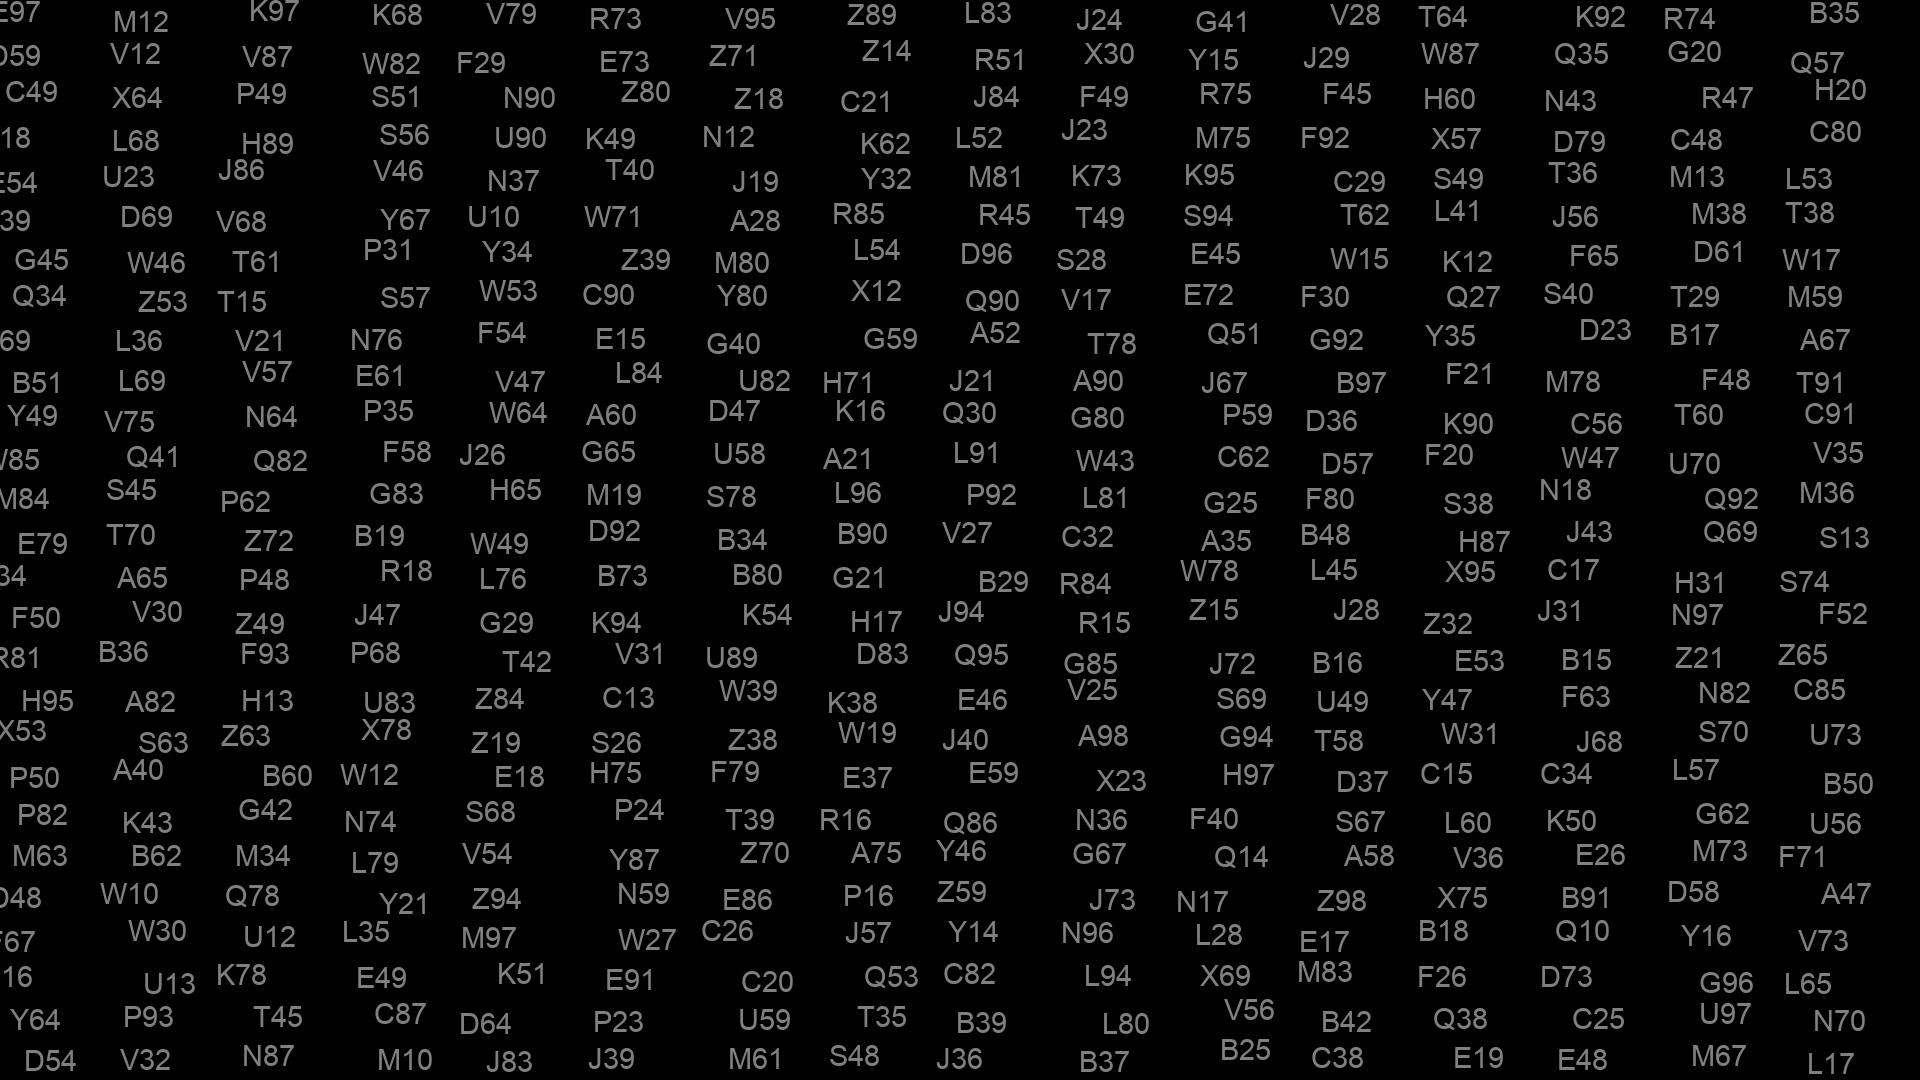 E97 M12 K97 K68 V79 R73 V95 Z89 L83 J24 G41 V28 T64 K92 R74 B35
D59 V12 V87 W82 F29 E73 Z71 Z14 R51 X30 Y15 J29 W87 Q35 G20 Q57
C49 X64 P49 S51 N90 Z80 Z18 C21 J84 F49 R75 F45 H60 N43 R47 H20
18 L68 H89 S56 U90 K49 N12 K62 L52 J23 M75 F92 X57 D79 C48 C80
E54 U23 J86 V46 N37 T40 J19 Y32 M81 K73 K95 C29 S49 T36 M13 L53
39 D69 V68 Y67 U10 W71 A28 R85 R45 T49 S94 T62 L41 J56 M38 T38
G45 W46 T61 P31 Y34 Z39 M80 L54 D96 S28 E45 W15 K12 F65 D61 W17
Q34 Z53 T15 S57 W53 C90 Y80 X12 Q90 V17 E72 F30 Q27 S40 T29 M59
69 L36 V21 N76 F54 E15 G40 G59 A52 T78 Q51 G92 Y35 D23 B17 A67
B51 L69 V57 E61 V47 L84 U82 H71 J21 A90 J67 B97 F21 M78 F48 T91
Y49 V75 N64 P35 W64 A60 D47 K16 Q30 G80 P59 D36 K90 C56 T60 C91
W85 Q41 Q82 F58 J26 G65 U58 A21 L91 W43 C62 D57 F20 W47 U70 V35
M84 S45 P62 G83 H65 M19 S78 L96 P92 L81 G25 F80 S38 N18 Q92 M36
E79 T70 Z72 B19 W49 D92 B34 B90 V27 C32 A35 B48 H87 J43 Q69 S13
34 A65 P48 R18 L76 B73 B80 G21 B29 R84 W78 L45 X95 C17 H31 S74
F50 V30 Z49 J47 G29 K94 K54 H17 J94 R15 Z15 J28 Z32 J31 N97 F52
R81 B36 F93 P68 T42 V31 U89 D83 Q95 G85 J72 B16 E53 B15 Z21 Z65
H95 A82 H13 U83 Z84 C13 W39 K38 E46 V25 S69 U49 Y47 F63 N82 C85
X53 S63 Z63 X78 Z19 S26 Z38 W19 J40 A98 G94 T58 W31 J68 S70 U73
P50 A40 B60 W12 E18 H75 F79 E37 E59 X23 H97 D37 C15 C34 L57 B50
P82 K43 G42 N74 S68 P24 T39 R16 Q86 N36 F40 S67 L60 K50 G62 U56
M63 B62 M34 L79 V54 Y87 Z70 A75 Y46 G67 Q14 A58 V36 E26 M73 F71
D48 W10 Q78 Y21 Z94 N59 E86 P16 Z59 J73 N17 Z98 X75 B91 D58 A47
F67 W30 U12 L35 M97 W27 C26 J57 Y14 N96 L28 E17 B18 Q10 Y16 V73
16 U13 K78 E49 K51 E91 C20 Q53 C82 L94 X69 M83 F26 D73 G96 L65
Y64 P93 T45 C87 D64 P23 U59 T35 B39 L80 V56 B42 Q38 C25 U97 N70
D54 V32 N87 M10 J83 J39 M61 S48 J36 B37 B25 C38 E19 E48 M67 L17